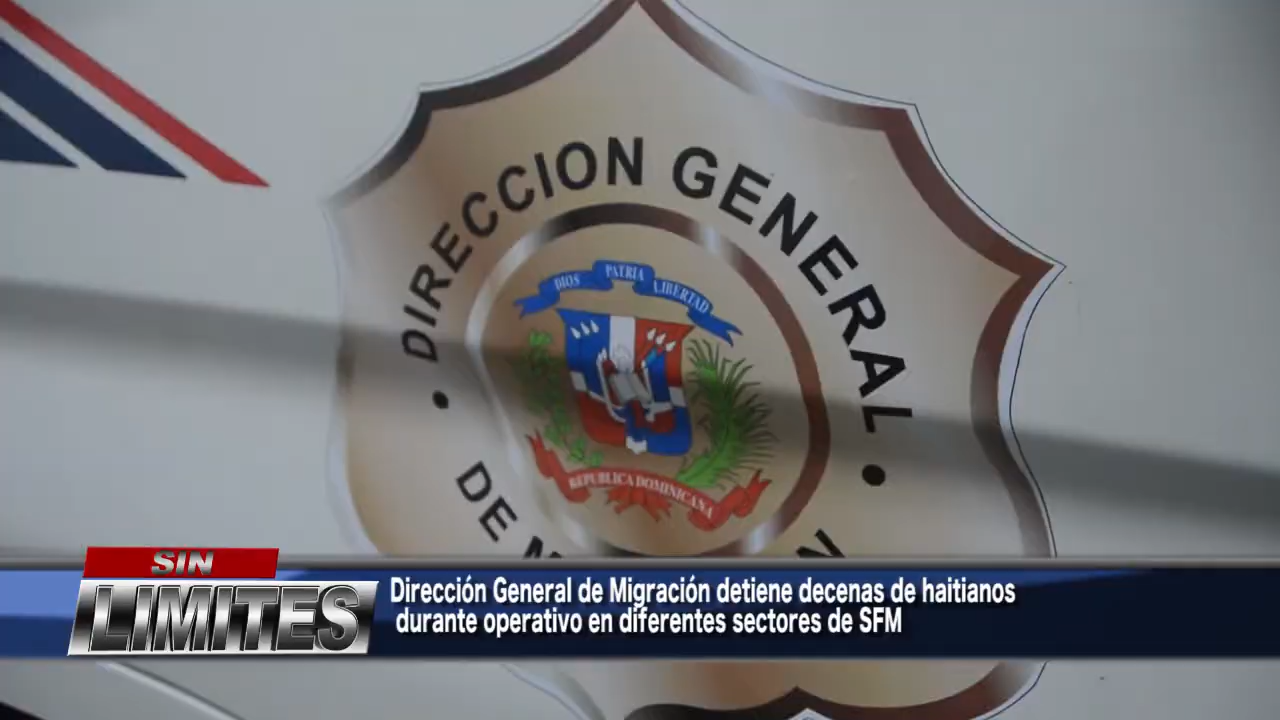 DIRECCION GENERAL
DIOS PATRIA LIBERTAD
REPUBLICA DOMINICANA
DE
SIN
LIMITES
Dirección General de Migración detiene decenas de haitianos
durante operativo en diferentes sectores de SFM